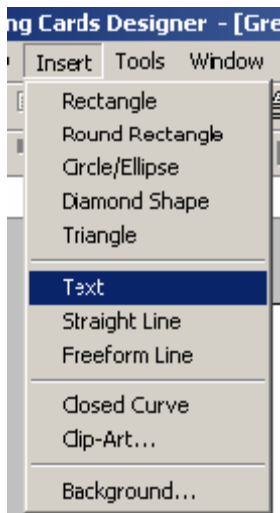 ng Cards Designer - [Gre
Insert Tools Window
Rectangle
Round Rectangle
Circle/Ellipse
Diamond Shape
Triangle
Text
Straight Line
Freeform Line
Closed Curve
Clip-Art...
Background...